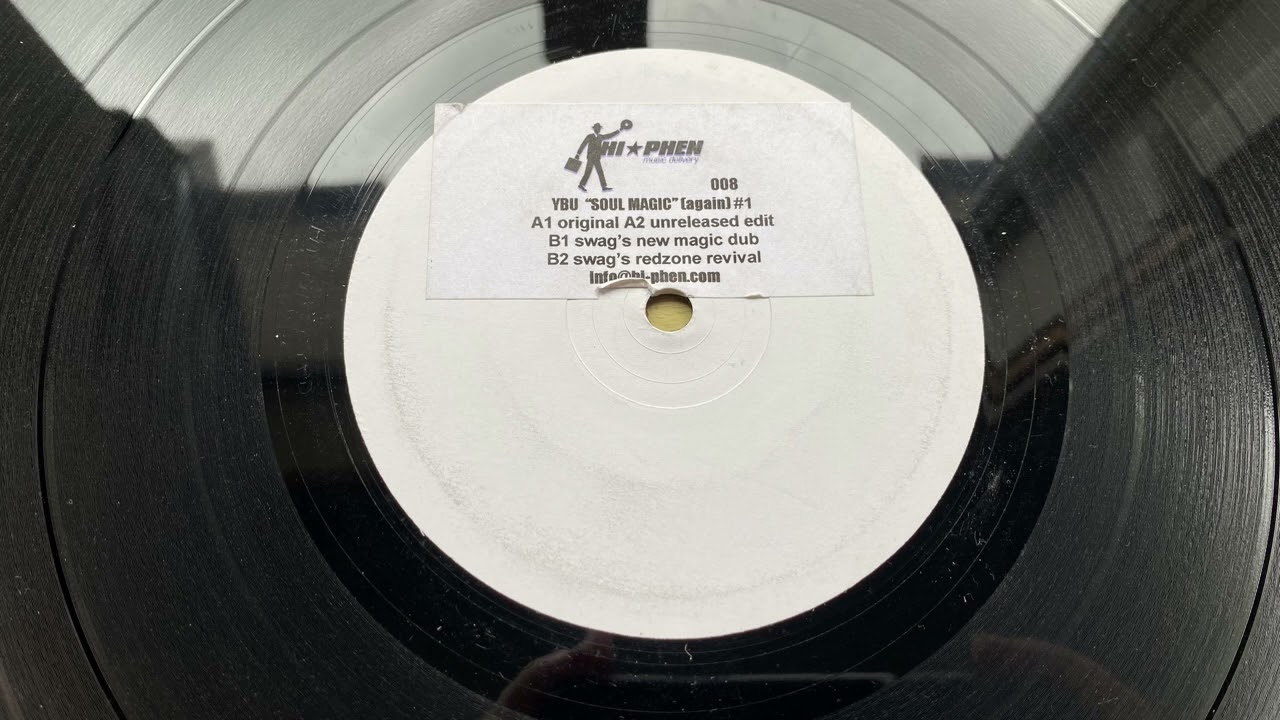 HI★PHEN
music delivery
008
YBU "SOUL MAGIC" (again) #1
A1 original A2 unreleased edit
B1 swag's new magic dub
B2 swag's redzone revival
info@hi-phen.com